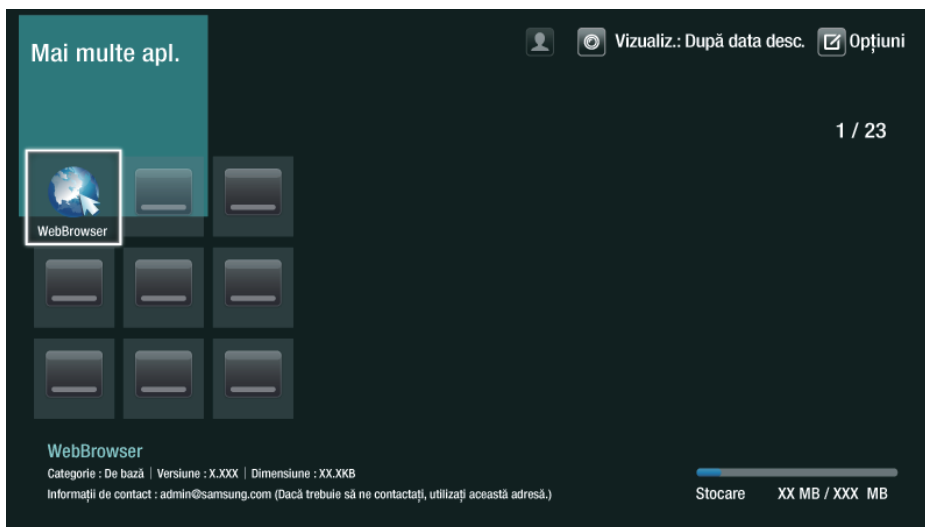 Mai multe apl.
Vizualiz.: După data desc. Opțiuni
1 / 23
WebBrowser
WebBrowser
Categorie : De bază | Versiune : X.XXX | Dimensiune : XX.XKB
Informații de contact : admin@samsung.com (Dacă trebuie să ne contactați, utilizați această adresă.)
Stocare XX MB / XXX MB